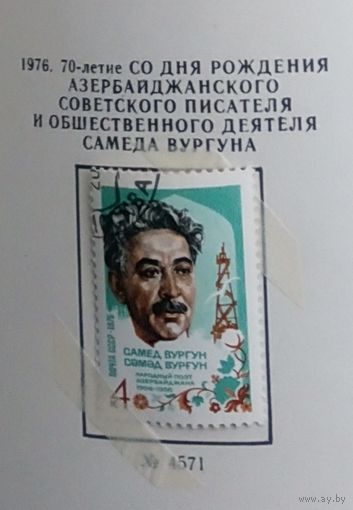 1976. 70-летие СО ДНЯ РОЖДЕНИЯ
АЗЕРБАЙДЖАНСКОГО
СОВЕТСКОГО ПИСАТЕЛЯ
И ОБЩЕСТВЕННОГО ДЕЯТЕЛЯ
САМЕДА ВУРГУНА
КВА
ПОЧТА СССР·1976
САМЕД ВУРГУН
СӘМӘД ВУРҒУН
НАРОДНЫЙ ПОЭТ
АЗЕРБАЙДЖАНА
1906-1956
4
№ 4571
www.ay.by